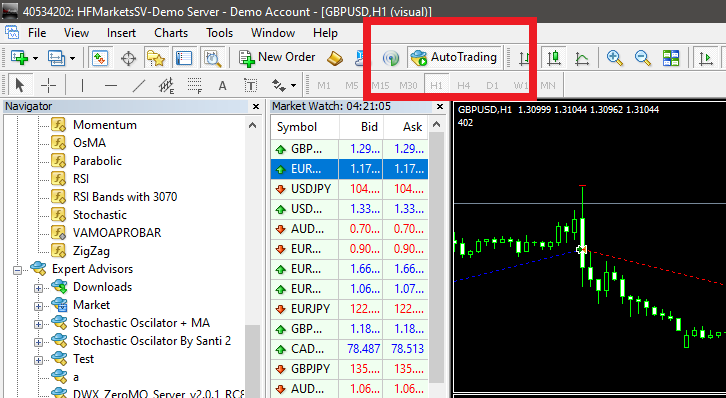 40534202: HFMarketsSV-Demo Server - Demo Account - [GBPUSD,H1 (visual)]
File View Insert Charts Tools Window Help
New Order AutoTrading
M1 M5 M15 M30 H1 H4 D1 W1 MN
Navigator
Momentum
OsMA
Parabolic
RSI
RSI Bands with 3070
Stochastic
VAMOAPROBAR
ZigZag
Expert Advisors
Downloads
Market
Stochastic Oscilator + MA
Stochastic Oscilator By Santi 2
Test
a
DWX_ZeroMQ_Server_v2.0.1_RC8
Market Watch: 04:21:05
Symbol Bid Ask
GBP... 1.29... 1.29...
EUR... 1.17... 1.17...
USDJPY 104.... 104....
USD... 1.33... 1.33...
AUD... 0.70... 0.70...
EUR... 0.90... 0.90...
EUR... 1.66... 1.66...
EUR... 1.06... 1.07...
EURJPY 122.... 122....
GBP... 1.18... 1.18...
CAD... 78.487 78.513
GBPJPY 135.... 135....
AUD... 1.06... 1.06...
GBPUSD,H1 1.30999 1.31044 1.30962 1.31044
402